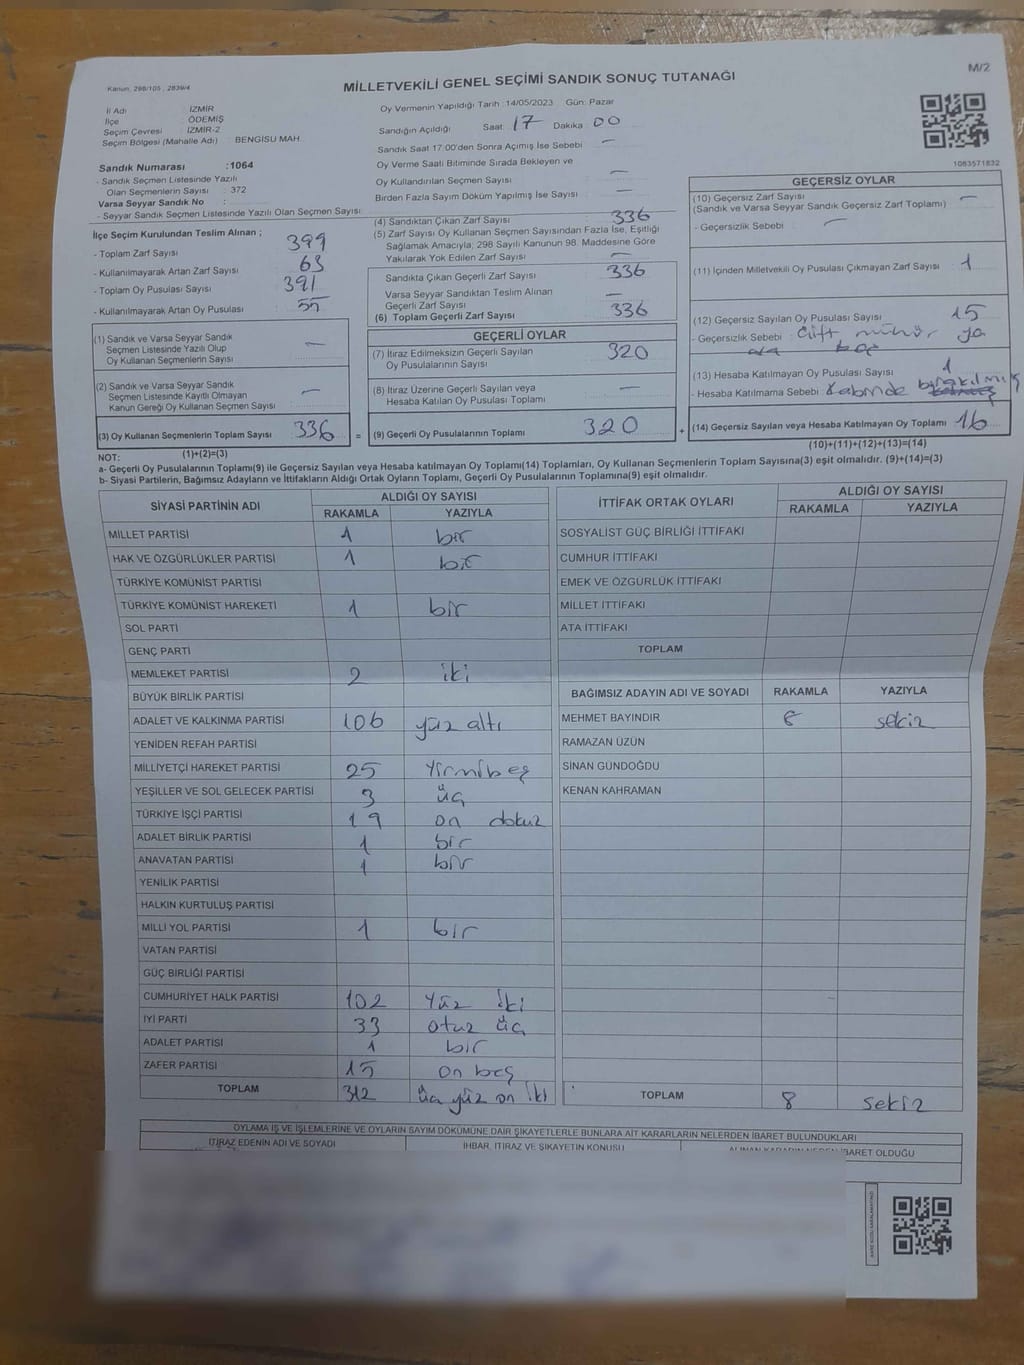 Kanun, 298/105 , 2839/4
MİLLETVEKİLİ GENEL SEÇİMİ SANDIK SONUÇ TUTANAĞI
M/2
İl Adı : İZMİR
İlçe : ÖDEMİŞ
Seçim Çevresi : İZMİR-2
Seçim Bölgesi (Mahalle Adı) : BENGİSU MAH.
Sandık Numarası :1064
- Sandık Seçmen Listesinde Yazılı
Olan Seçmenlerin Sayısı : 372
Varsa Seyyar Sandık No :
- Seyyar Sandık Seçmen Listesinde Yazılı Olan Seçmen Sayısı:
Oy Vermenin Yapıldığı Tarih :14/05/2023 Gün: Pazar
Sandığın Açıldığı Saat: 17 Dakika 00
Sandık Saat 17:00'den Sonra Açımış İse Sebebi —
Oy Verme Saati Bitiminde Sırada Bekleyen ve
Oy Kullandırılan Seçmen Sayısı —
Birden Fazla Sayım Döküm Yapılmış İse Sayısı —
1083571832
İlçe Seçim Kurulundan Teslim Alınan ;
- Toplam Zarf Sayısı 399
- Kullanılmayarak Artan Zarf Sayısı 63
- Toplam Oy Pusulası Sayısı 391
- Kullanılmayarak Artan Oy Pusulası 55
(1) Sandık ve Varsa Seyyar Sandık
Seçmen Listesinde Yazılı Olup
Oy Kullanan Seçmenlerin Sayısı —
(2) Sandık ve Varsa Seyyar Sandık
Seçmen Listesinde Kayıtlı Olmayan
Kanun Gereği Oy Kullanan Seçmen Sayısı —
(3) Oy Kullanan Seçmenlerin Toplam Sayısı 336 =
(1)+(2)=(3)
(4) Sandıktan Çıkan Zarf Sayısı 336
(5) Zarf Sayısı Oy Kullanan Seçmen Sayısından Fazla İse, Eşitliği
Sağlamak Amacıyla; 298 Sayılı Kanunun 98. Maddesine Göre
Yakılarak Yok Edilen Zarf Sayısı —
Sandıkta Çıkan Geçerli Zarf Sayısı 336
Varsa Seyyar Sandıktan Teslim Alınan
Geçerli Zarf Sayısı —
(6) Toplam Geçerli Zarf Sayısı 336
GEÇERLİ OYLAR
(7) İtiraz Edilmeksizin Geçerli Sayılan
Oy Pusulalarının Sayısı 320
(8) İtiraz Üzerine Geçerli Sayılan veya
Hesaba Katılan Oy Pusulası Toplamı —
(9) Geçerli Oy Pusulalarının Toplamı 320 +
GEÇERSİZ OYLAR
(10) Geçersiz Zarf Sayısı
(Sandık ve Varsa Seyyar Sandık Geçersiz Zarf Toplamı) —
- Geçersizlik Sebebi : —
(11) İçinden Milletvekili Oy Pusulası Çıkmayan Zarf Sayısı 1
(12) Geçersiz Sayılan Oy Pusulası Sayısı 15
- Geçersizlik Sebebi : Çift mühür ya
da boş
(13) Hesaba Katılmayan Oy Pusulası Sayısı 1
- Hesaba Katılmama Sebebi Kabinde bırakılmış
(14) Geçersiz Sayılan veya Hesaba Katılmayan Oy Toplamı 16
(10)+(11)+(12)+(13)=(14)
NOT:
a- Geçerli Oy Pusulalarının Toplamı(9) ile Geçersiz Sayılan veya Hesaba katılmayan Oy Toplamı(14) Toplamları, Oy Kullanan Seçmenlerin Toplam Sayısına(3) eşit olmalıdır. (9)+(14)=(3)
b- Siyasi Partilerin, Bağımsız Adayların ve İttifakların Aldığı Ortak Oyların Toplamı, Geçerli Oy Pusulalarının Toplamına(9) eşit olmalıdır.
SİYASİ PARTİNİN ADI ALDIĞI OY SAYISI
RAKAMLA YAZIYLA
MİLLET PARTİSİ 1 bir
HAK VE ÖZGÜRLÜKLER PARTİSİ 1 bir
TÜRKİYE KOMÜNİST PARTİSİ
TÜRKİYE KOMÜNİST HAREKETİ 1 bir
SOL PARTİ
GENÇ PARTİ
MEMLEKET PARTİSİ 2 iki
BÜYÜK BİRLİK PARTİSİ
ADALET VE KALKINMA PARTİSİ 106 yüz altı
YENİDEN REFAH PARTİSİ
MİLLİYETÇİ HAREKET PARTİSİ 25 Yirmibeş
YEŞİLLER VE SOL GELECEK PARTİSİ 3 üç
TÜRKİYE İŞÇİ PARTİSİ 19 on dokuz
ADALET BİRLİK PARTİSİ 1 bir
ANAVATAN PARTİSİ 1 bir
YENİLİK PARTİSİ
HALKIN KURTULUŞ PARTİSİ
MİLLİ YOL PARTİSİ 1 bir
VATAN PARTİSİ
GÜÇ BİRLİĞİ PARTİSİ
CUMHURİYET HALK PARTİSİ 102 Yüz iki
İYİ PARTİ 33 otuz üç
ADALET PARTİSİ 1 bir
ZAFER PARTİSİ 15 on beş
TOPLAM 312 üç yüz on iki
İTTİFAK ORTAK OYLARI ALDIĞI OY SAYISI
RAKAMLA YAZIYLA
SOSYALİST GÜÇ BİRLİĞİ İTTİFAKI
CUMHUR İTTİFAKI
EMEK VE ÖZGÜRLÜK İTTİFAKI
MİLLET İTTİFAKI
ATA İTTİFAKI
TOPLAM
BAĞIMSIZ ADAYIN ADI VE SOYADI RAKAMLA YAZIYLA
MEHMET BAYINDIR 8 sekiz
RAMAZAN ÜZÜN
SİNAN GÜNDOĞDU
KENAN KAHRAMAN
TOPLAM 8 sekiz
OYLAMA İŞ VE İŞLEMLERİNE VE OYLARIN SAYIM DÖKÜMÜNE DAİR ŞİKAYETLERLE BUNLARA AİT KARARLARIN NELERDEN İBARET BULUNDUKLARI
İTİRAZ EDENİN ADI VE SOYADI İHBAR, İTİRAZ VE ŞİKAYETİN KONUSU ALINAN KARARIN NEDEN İBARET OLDUĞU